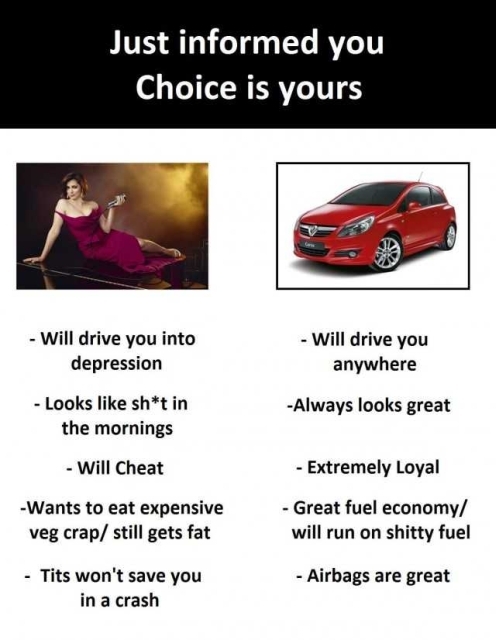 Just informed you
Choice is yours
- Will drive you into
depression
- Looks like sh*t in
the mornings
- Will Cheat
-Wants to eat expensive
veg crap/ still gets fat
- Tits won't save you
in a crash
- Will drive you
anywhere
-Always looks great
- Extremely Loyal
- Great fuel economy/
will run on shitty fuel
- Airbags are great